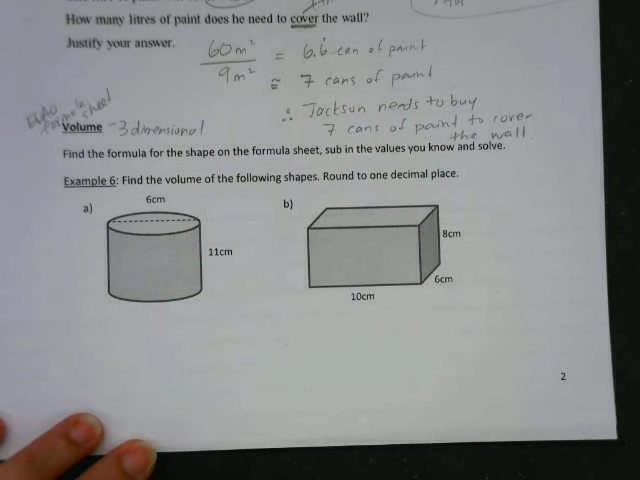 How many litres of paint does he need to cover the wall?
Justify your answer.
60m² / 9m² = 6.6̇ can of paint
≅ 7 cans of paint
∴ Jackson needs to buy
7 cans of paint to cover
the wall.
formula sheet
Volume - 3 dimensional
Find the formula for the shape on the formula sheet, sub in the values you know and solve.
Example 6: Find the volume of the following shapes. Round to one decimal place.
a)
6cm
11cm
b)
8cm
6cm
10cm
2